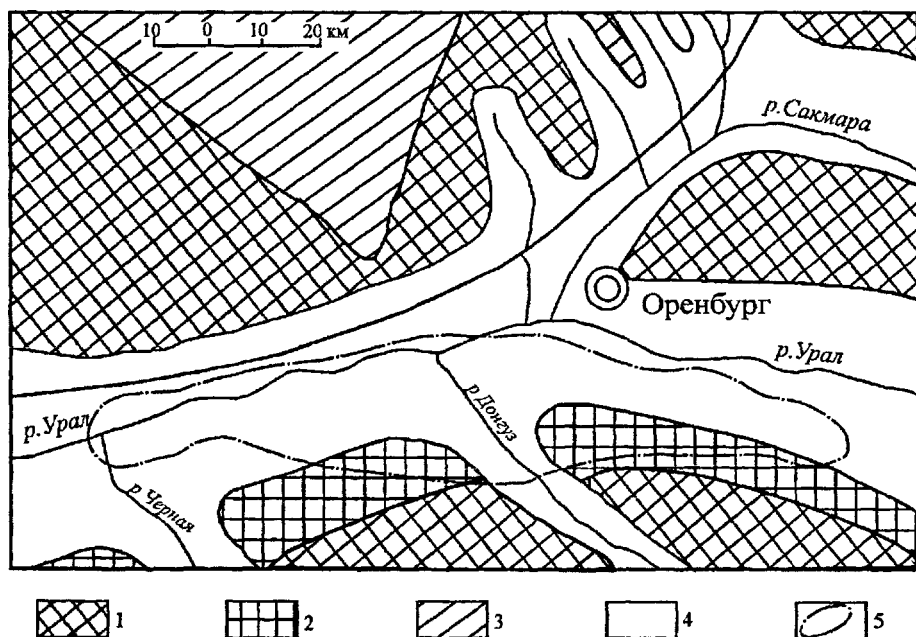 10 0 10 20 км
р.Сакмара
Оренбург
р.Урал
р.Донгуз
р.Урал
р.Черная
1 2 3 4 5